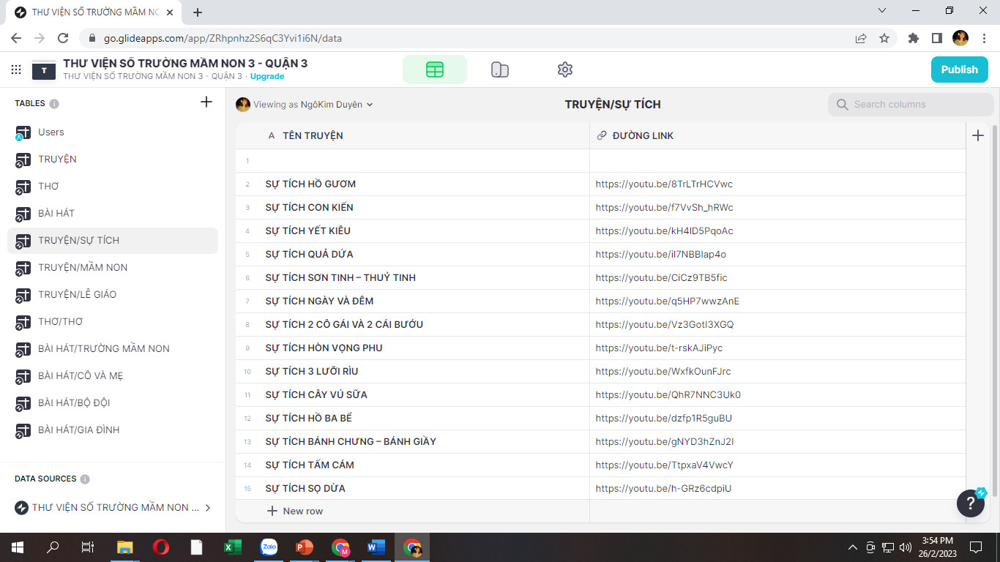 THƯ VIỆN SỐ TRƯỜNG MẦM NC
go.glideapps.com/app/ZRhpnhz2S6qC3Yvi1i6N/data
T
THƯ VIỆN SỐ TRƯỜNG MẦM NON 3 - QUẬN 3
THƯ VIỆN SỐ TRƯỜNG MẦM NON 3 - QUẬN 3 · Upgrade
Publish
TABLES
Users
TRUYỆN
THƠ
BÀI HÁT
TRUYỆN/SỰ TÍCH
TRUYỆN/MẦM NON
TRUYỆN/LỄ GIÁO
THƠ/THƠ
BÀI HÁT/TRƯỜNG MẦM NON
BÀI HÁT/CÔ VÀ MẸ
BÀI HÁT/BỘ ĐỘI
BÀI HÁT/GIA ĐÌNH
DATA SOURCES
THƯ VIỆN SỐ TRƯỜNG MẦM NON ...
Viewing as NgôKim Duyên
TRUYỆN/SỰ TÍCH
Search columns
A TÊN TRUYỆN ĐƯỜNG LINK
1
2 SỰ TÍCH HỒ GƯƠM https://youtu.be/8TrLTrHCVwc
3 SỰ TÍCH CON KIẾN https://youtu.be/f7VvSh_hRWc
4 SỰ TÍCH YẾT KIÊU https://youtu.be/kH4ID5PqoAc
5 SỰ TÍCH QUẢ DỨA https://youtu.be/iI7NBBIap4o
6 SỰ TÍCH SƠN TINH – THUỶ TINH https://youtu.be/CiCz9TB5fic
7 SỰ TÍCH NGÀY VÀ ĐÊM https://youtu.be/q5HP7wwzAnE
8 SỰ TÍCH 2 CÔ GÁI VÀ 2 CÁI BƯỚU https://youtu.be/Vz3GotI3XGQ
9 SỰ TÍCH HÒN VỌNG PHU https://youtu.be/t-rskAJiPyc
10 SỰ TÍCH 3 LƯỠI RÌU https://youtu.be/WxfkOunFJrc
11 SỰ TÍCH CÂY VÚ SỮA https://youtu.be/QhR7NNC3Uk0
12 SỰ TÍCH HỒ BA BỂ https://youtu.be/dzfp1R5guBU
13 SỰ TÍCH BÁNH CHƯNG – BÁNH GIẦY https://youtu.be/gNYD3hZnJ2I
14 SỰ TÍCH TẤM CÁM https://youtu.be/TtpxaV4VwcY
15 SỰ TÍCH SỌ DỪA https://youtu.be/h-GRz6cdpiU
New row
?
Zalo
M
3:54 PM
26/2/2023